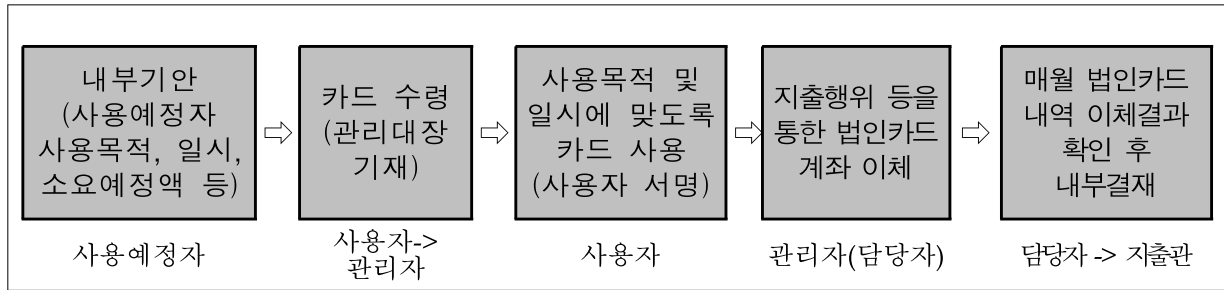 내부기안
(사용예정자
사용목적, 일시,
소요예정액 등)
사용예정자
⇨
카드 수령
(관리대장
기재)
사용자->
관리자
⇨
사용목적 및
일시에 맞도록
카드 사용
(사용자 서명)
사용자
⇨
지출행위 등을
통한 법인카드
계좌 이체
관리자(담당자)
⇨
매월 법인카드
내역 이체결과
확인 후
내부결재
담당자 -> 지출관